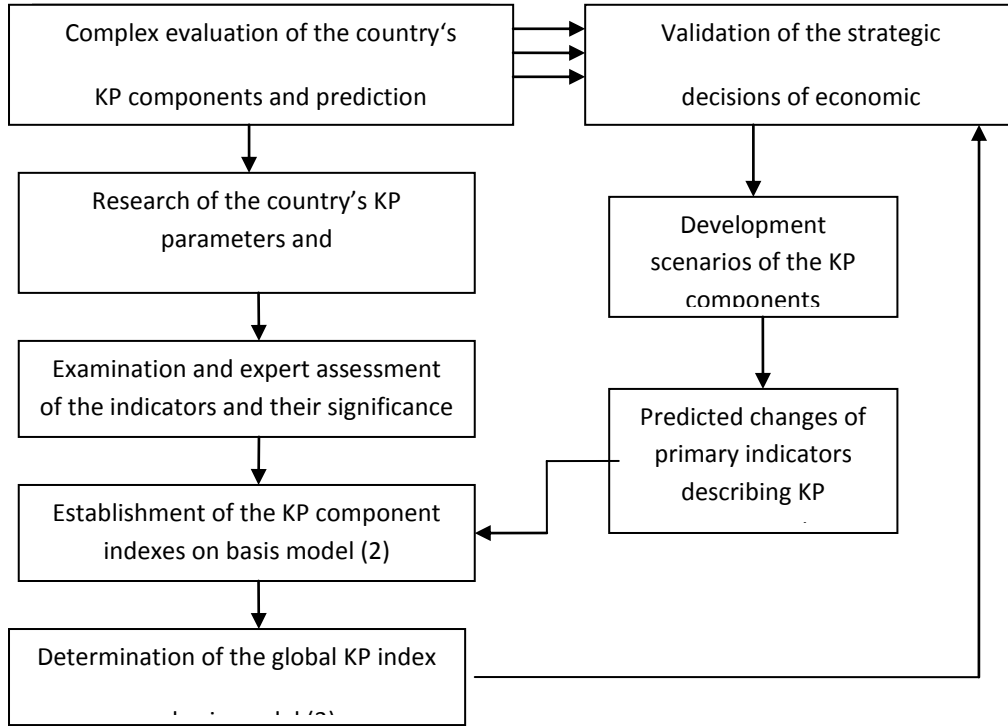 Complex evaluation of the country‘s
KP components and prediction
Validation of the strategic
decisions of economic
Research of the country’s KP
parameters and
Development
scenarios of the KP
components
Examination and expert assessment
of the indicators and their significance
Predicted changes of
primary indicators
describing KP
Establishment of the KP component
indexes on basis model (2)
Determination of the global KP index